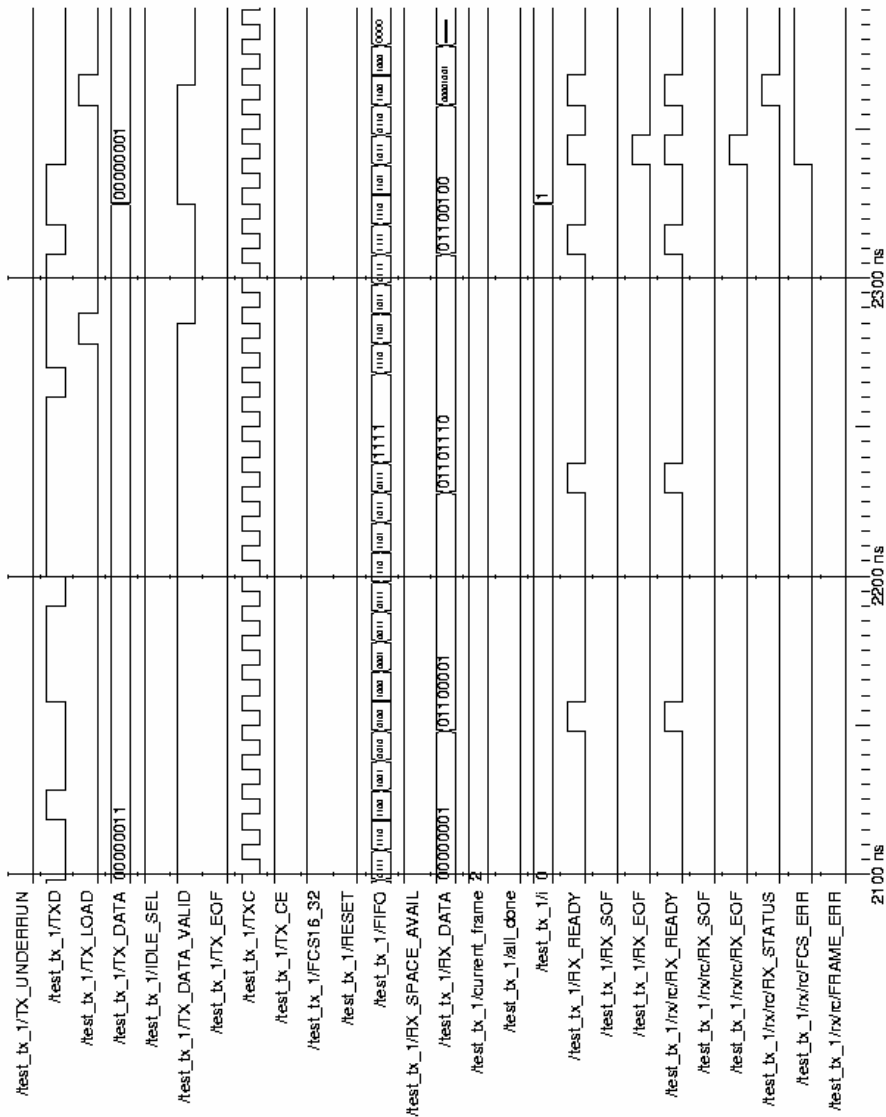 /test_tx_1/TX_UNDERRUN
/test_tx_1/TXD
/test_tx_1/TX_LOAD
/test_tx_1/TX_DATA 00000011 00000001
/test_tx_1/IDLE_SEL
/test_tx_1/TX_DATA_VALID
/test_tx_1/TX_EOF
/test_tx_1/TXC
/test_tx_1/TX_CE
/test_tx_1/FCS16_32
/test_tx_1/RESET
/test_tx_1/FIFO 1111 0000
/test_tx_1/RX_SPACE_AVAIL
/test_tx_1/RX_DATA 00000001 01100001 01101110 01100100
/test_tx_1/current_frame 2
/test_tx_1/all_done
/test_tx_1/i 0 1
/test_tx_1/RX_READY
/test_tx_1/RX_SOF
/test_tx_1/RX_EOF
/test_tx_1/rx/rc/RX_READY
/test_tx_1/rx/rc/RX_SOF
/test_tx_1/rx/rc/RX_EOF
/test_tx_1/rx/rc/RX_STATUS
/test_tx_1/rx/rc/FCS_ERR
/test_tx_1/rx/rc/FRAME_ERR
2100 ns 2200 ns 2300 ns